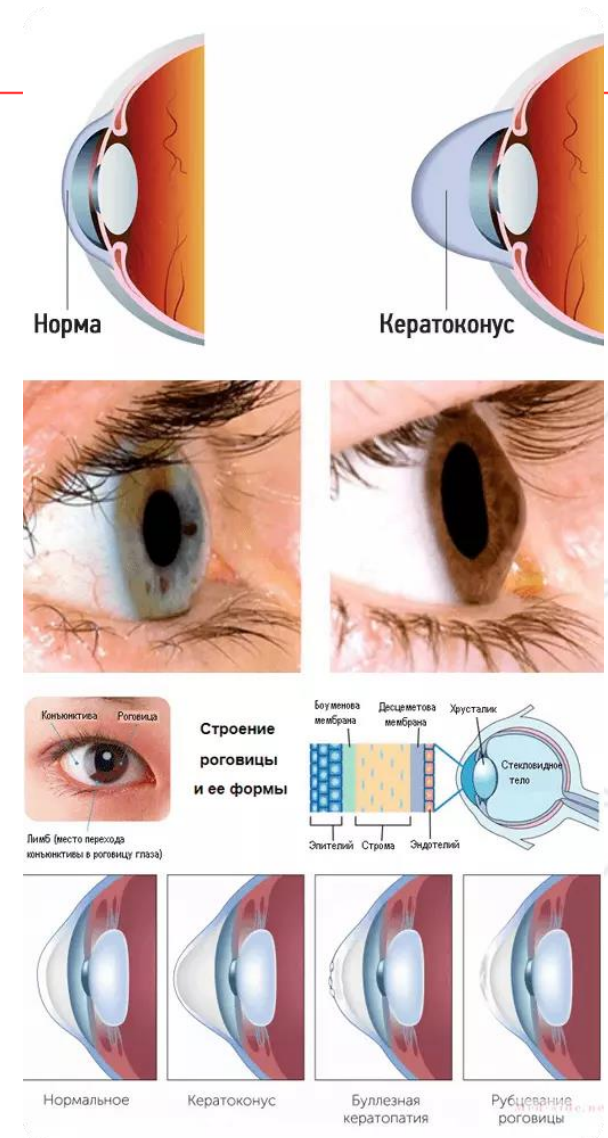 Норма
Кератоконус
Конъюнктива
Роговица
Лимб (место перехода
конъюнктивы в роговицу глаза)
Строение
роговицы
и ее формы
Боуменова
мембрана
Десцеметова
мембрана
Хрусталик
Стекловидное
тело
Эпителий
Строма
Эндотелий
Нормальное
Кератоконус
Буллезная
кератопатия
Рубцевание
роговицы